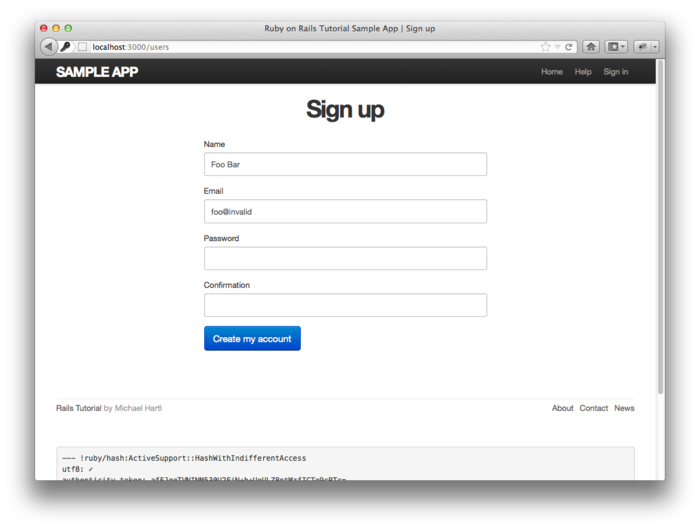 Ruby on Rails Tutorial Sample App | Sign up
localhost:3000/users
SAMPLE APP
Home Help Sign in
Sign up
Name
Foo Bar
Email
foo@invalid
Password
Confirmation
Create my account
Rails Tutorial by Michael Hartl
About Contact News
--- !ruby/hash:ActiveSupport::HashWithIndifferentAccess
utf8: ✓